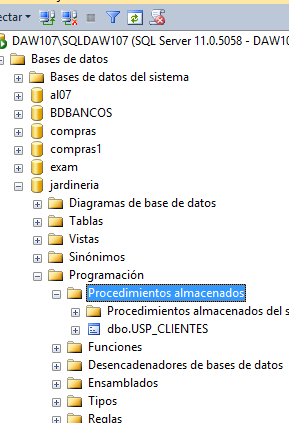 ectar
DAW107\SQLDAW107 (SQL Server 11.0.5058 - DAW10
Bases de datos
Bases de datos del sistema
al07
BDBANCOS
compras
compras1
exam
jardineria
Diagramas de base de datos
Tablas
Vistas
Sinónimos
Programación
Procedimientos almacenados
Procedimientos almacenados del s
dbo.USP_CLIENTES
Funciones
Desencadenadores de bases de datos
Ensamblados
Tipos
Reglas